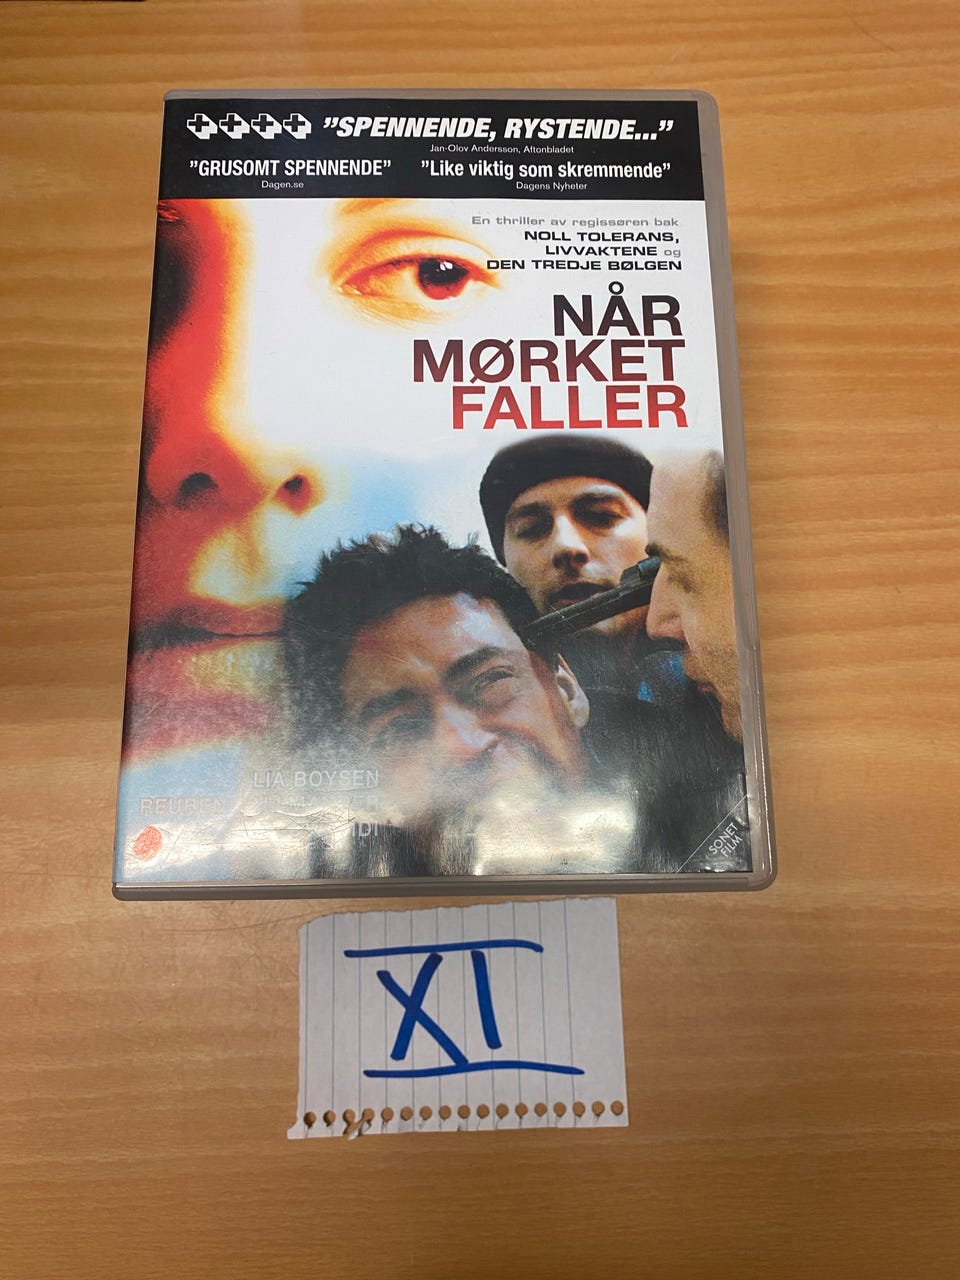 "SPENNENDE, RYSTENDE..."
Jan-Olov Andersson, Aftonbladet
"GRUSOMT SPENNENDE"
Dagen.se
"Like viktig som skremmende"
Dagens Nyheter
En thriller av regissøren bak
NOLL TOLERANS,
LIVVAKTENE og
DEN TREDJE BØLGEN
NÅR
MØRKET
FALLER
LIA BOYSEN
REUBEN
SONET
FILM
XI